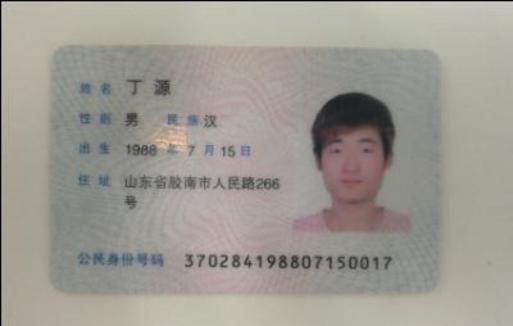 姓名 丁源
性别 男 民族 汉
出生 1988 年 7 月 15 日
住址 山东省胶南市人民路266
号
公民身份号码 370284198807150017